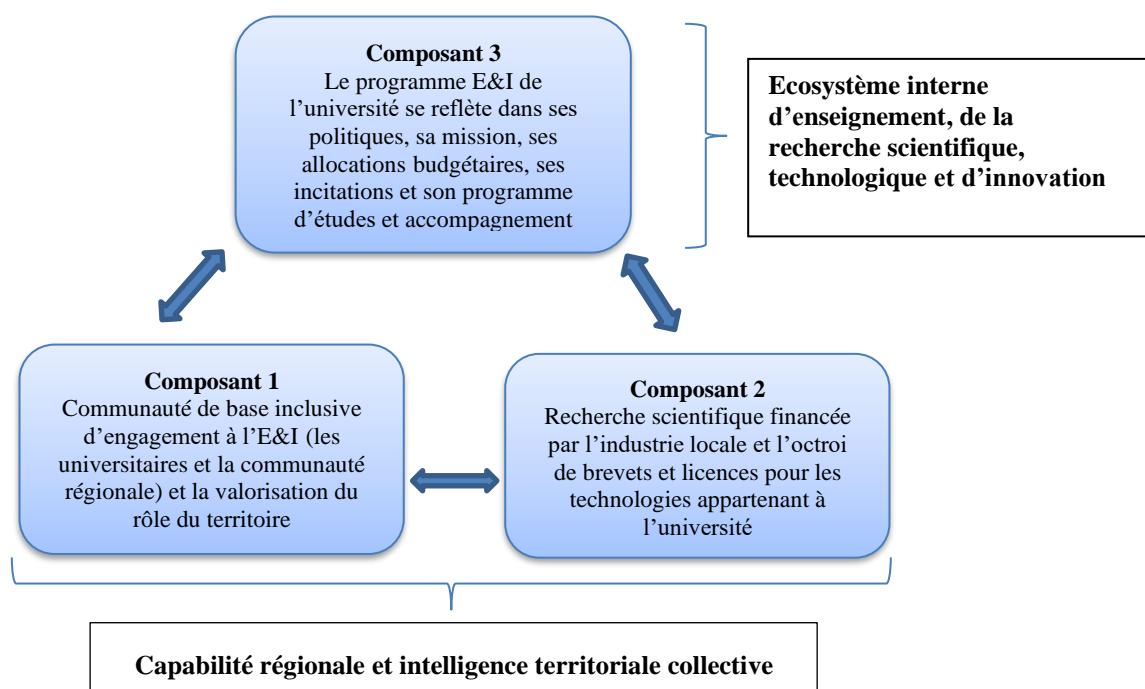 Composant 3
Le programme E&I de
l’université se reflète dans ses
politiques, sa mission, ses
allocations budgétaires, ses
incitations et son programme
d’études et accompagnement
Ecosystème interne
d’enseignement, de la
recherche scientifique,
technologique et d’innovation
Composant 1
Communauté de base inclusive
d’engagement à l’E&I (les
universitaires et la communauté
régionale) et la valorisation du
rôle du territoire
Composant 2
Recherche scientifique financée
par l’industrie locale et l’octroi
de brevets et licences pour les
technologies appartenant à
l’université
Capabilité régionale et intelligence territoriale collective